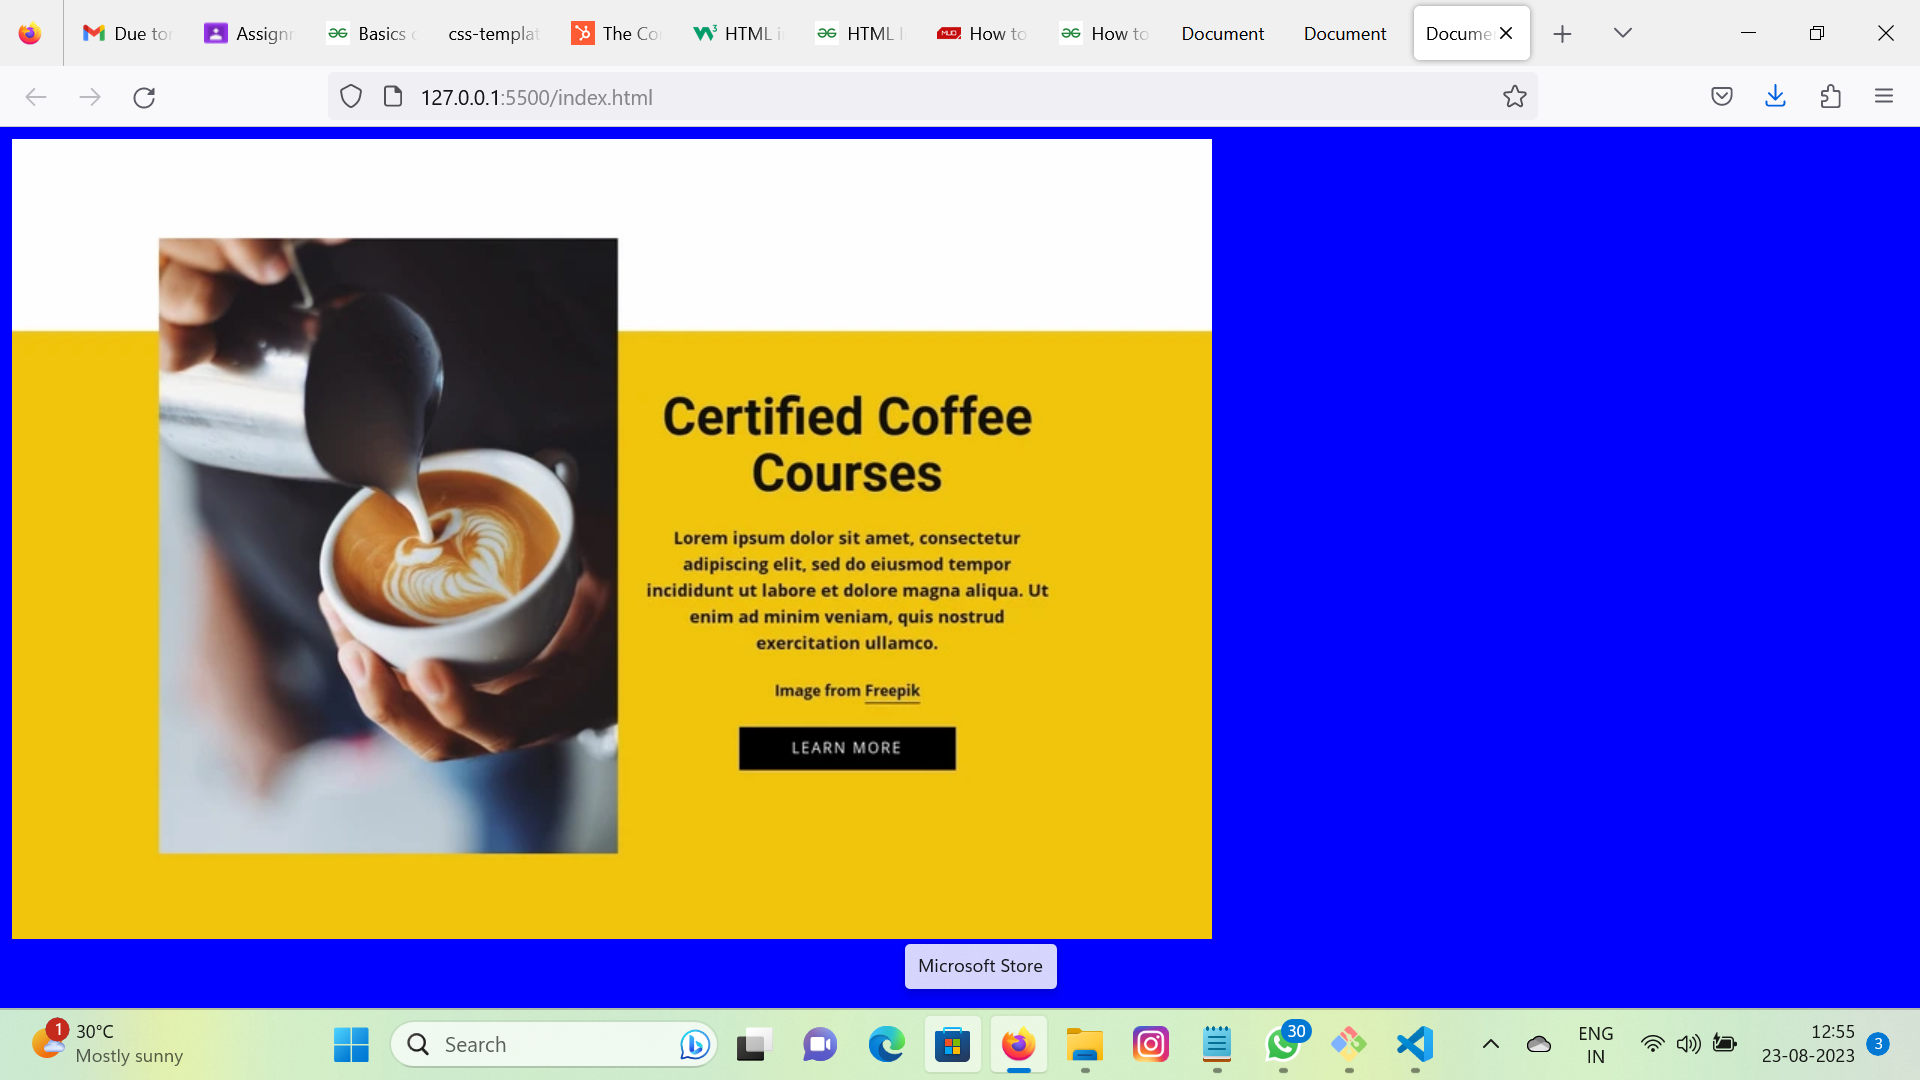 Due to
Assign
Basics
css-templat
The Co
HTML i
HTML I
How to
How to
Document
Document
Docume
127.0.0.1:5500/index.html
Certified Coffee
Courses
Lorem ipsum dolor sit amet, consectetur
adipiscing elit, sed do eiusmod tempor
incididunt ut labore et dolore magna aliqua. Ut
enim ad minim veniam, quis nostrud
exercitation ullamco.
Image from Freepik
LEARN MORE
Microsoft Store
1
30°C
Mostly sunny
Search
30
ENG
IN
12:55
23-08-2023
3